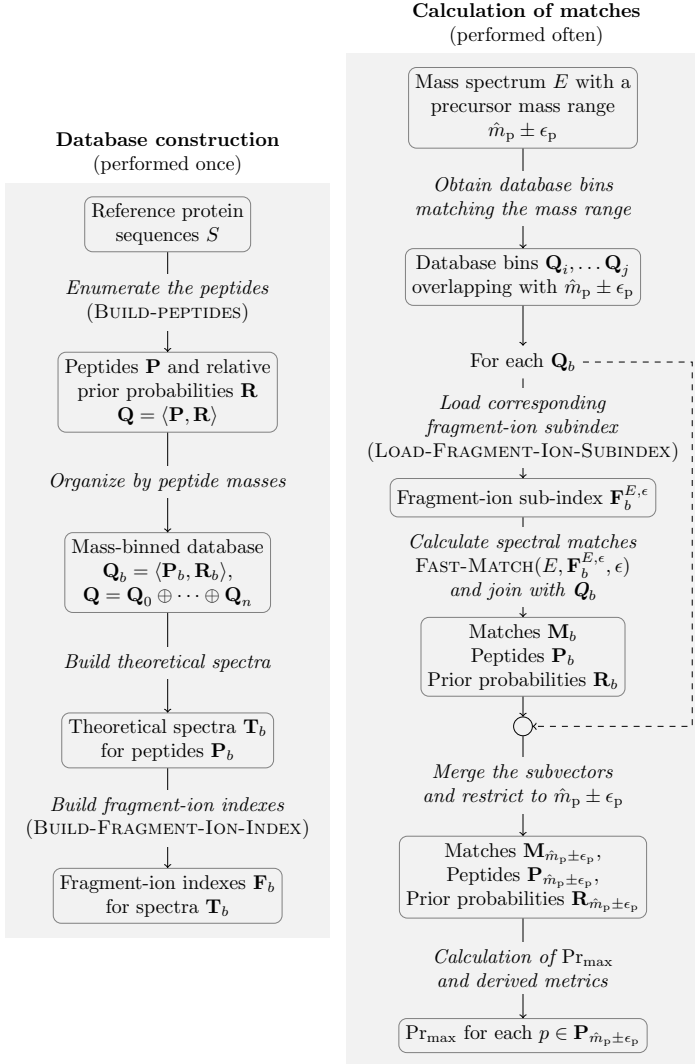 Database construction
(performed once)
Reference protein
sequences S
Enumerate the peptides
(BUILD-PEPTIDES)
Peptides P and relative
prior probabilities R
Q = ⟨P, R⟩
Organize by peptide masses
Mass-binned database
Q_b = ⟨P_b, R_b⟩,
Q = Q_0 ⊕ ⋯ ⊕ Q_n
Build theoretical spectra
Theoretical spectra T_b
for peptides P_b
Build fragment-ion indexes
(BUILD-FRAGMENT-ION-INDEX)
Fragment-ion indexes F_b
for spectra T_b
Calculation of matches
(performed often)
Mass spectrum E with a
precursor mass range
m̂_p ± ϵ_p
Obtain database bins
matching the mass range
Database bins Q_i, … Q_j
overlapping with m̂_p ± ϵ_p
For each Q_b
Load corresponding
fragment-ion subindex
(LOAD-FRAGMENT-ION-SUBINDEX)
Fragment-ion sub-index F_b^{E,ϵ}
Calculate spectral matches
FAST-MATCH(E, F_b^{E,ϵ}, ϵ)
and join with Q_b
Matches M_b
Peptides P_b
Prior probabilities R_b
Merge the subvectors
and restrict to m̂_p ± ϵ_p
Matches M_{m̂_p±ϵ_p},
Peptides P_{m̂_p±ϵ_p},
Prior probabilities R_{m̂_p±ϵ_p}
Calculation of Pr_max
and derived metrics
Pr_max for each p ∈ P_{m̂_p±ϵ_p}